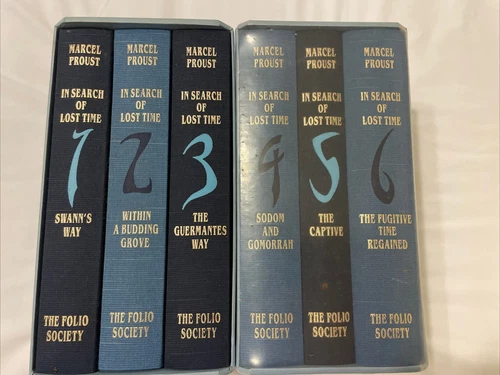 MARCEL
PROUST
IN SEARCH
OF
LOST TIME
1
SWANN'S
WAY
THE FOLIO
SOCIETY
MARCEL
PROUST
IN SEARCH
OF
LOST TIME
2
WITHIN
A BUDDING
GROVE
THE FOLIO
SOCIETY
MARCEL
PROUST
IN SEARCH
OF
LOST TIME
3
THE
GUERMANTES
WAY
THE FOLIO
SOCIETY
MARCEL
PROUST
IN SEARCH
OF
LOST TIME
4
SODOM
AND
GOMORRAH
THE FOLIO
SOCIETY
MARCEL
PROUST
IN SEARCH
OF
LOST TIME
5
THE
CAPTIVE
THE FOLIO
SOCIETY
MARCEL
PROUST
IN SEARCH
OF
LOST TIME
6
THE FUGITIVE
TIME
REGAINED
THE FOLIO
SOCIETY